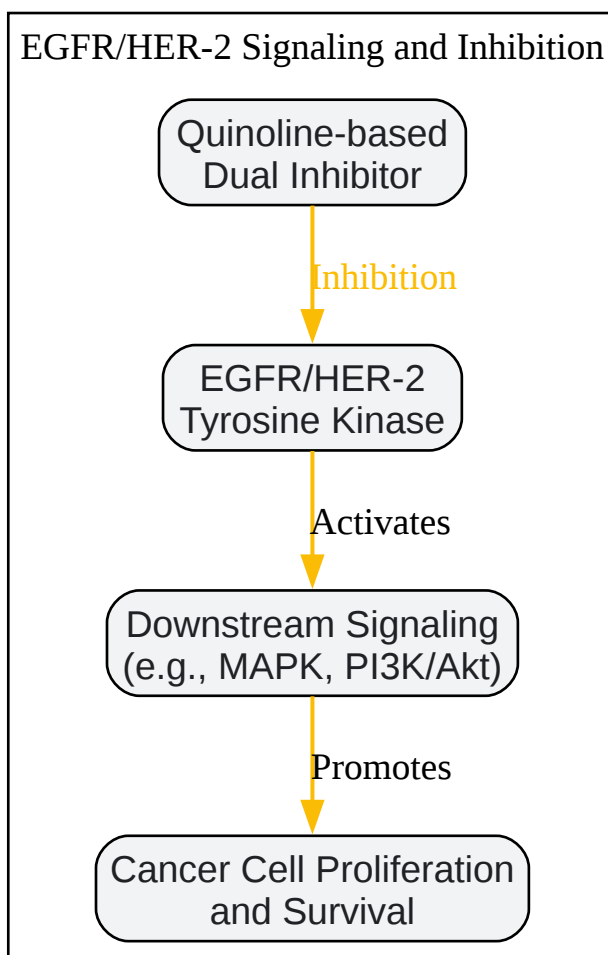 EGFR/HER-2 Signaling and Inhibition
Quinoline-based
Dual Inhibitor
Inhibition
EGFR/HER-2
Tyrosine Kinase
Activates
Downstream Signaling
(e.g., MAPK, PI3K/Akt)
Promotes
Cancer Cell Proliferation
and Survival